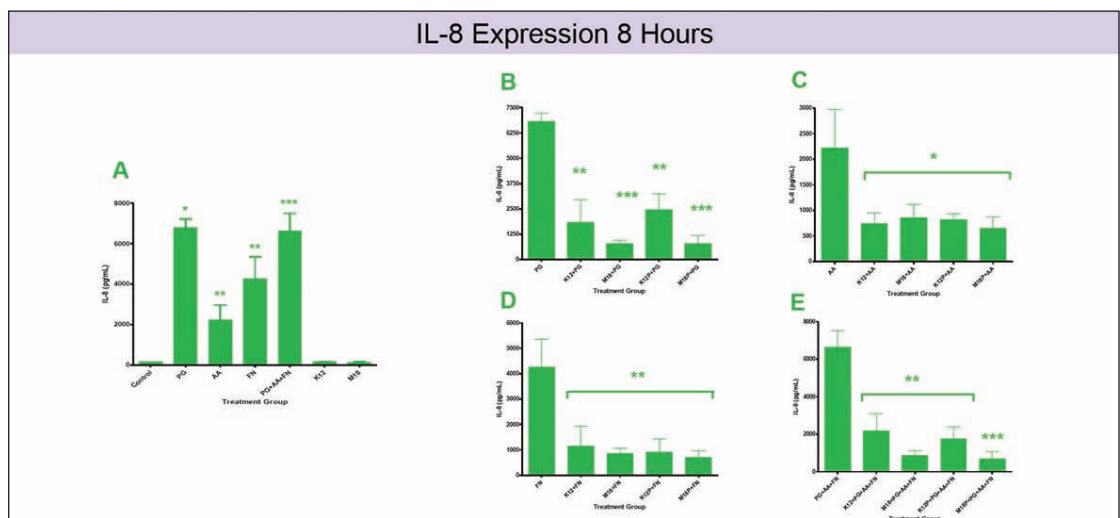 IL-8 Expression 8 Hours
A
IL-8 (pg/mL)
8000
6000
4000
2000
0
*
**
**
***
Control
PG
AA
FN
PG+AA+FN
K12
M18
Treatment Group
B
IL-8 (pg/mL)
7500
6250
5000
3750
2500
1250
0
**
***
**
***
PG
K12+PG
M18+PG
K12P+PG
M18P+PG
Treatment Group
C
IL-8 (pg/mL)
3000
2500
2000
1500
1000
500
0
*
AA
K12+AA
M18+AA
K12P+AA
M18P+AA
Treatment Group
D
IL-8 (pg/mL)
6000
5000
4000
3000
2000
1000
0
**
FN
K12+FN
M18+FN
K12P+FN
M18P+FN
Treatment Group
E
IL-8 (pg/mL)
8000
6000
4000
2000
0
**
***
PG+AA+FN
K12+PG+AA+FN
M18+PG+AA+FN
K12P+PG+AA+FN
M18P+PG+AA+FN
Treatment Group